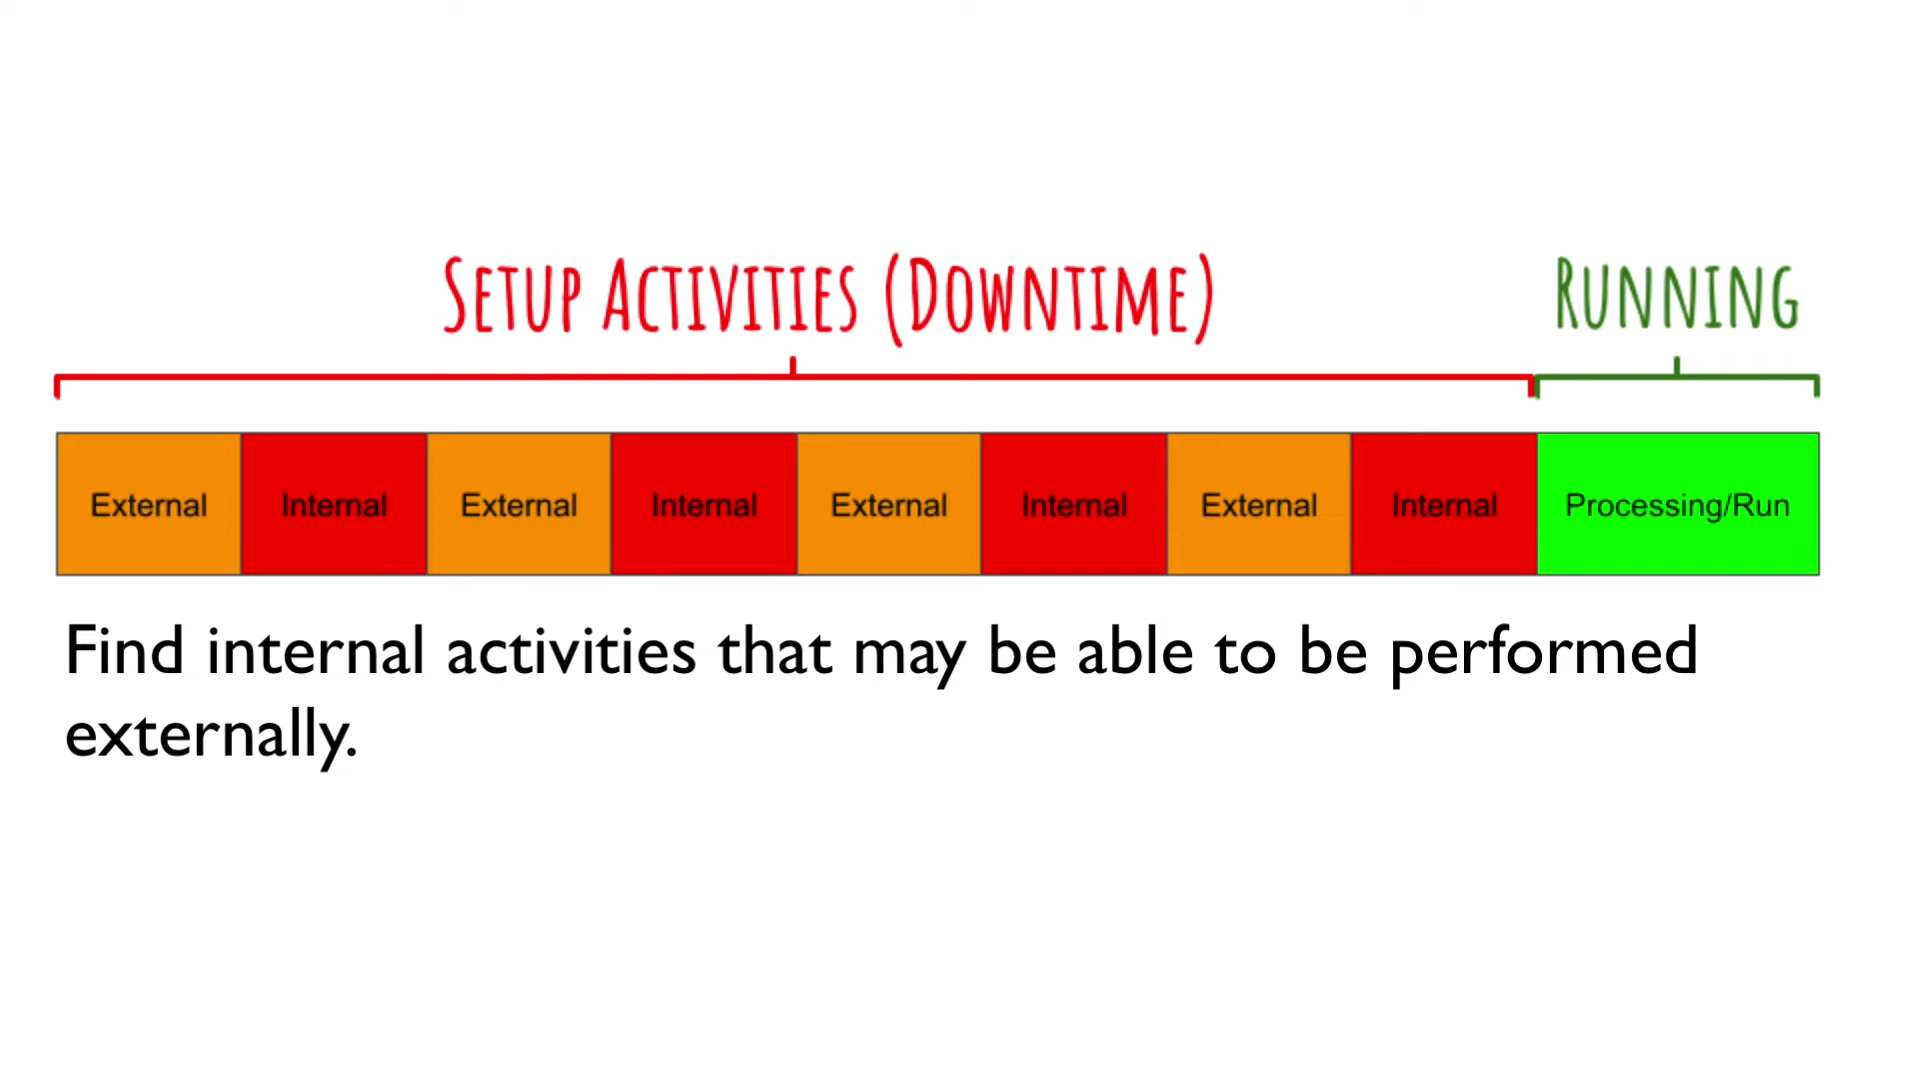 Setup Activities (Downtime) Running
External Internal External Internal External Internal External Internal Processing/Run
Find internal activities that may be able to be performed
externally.